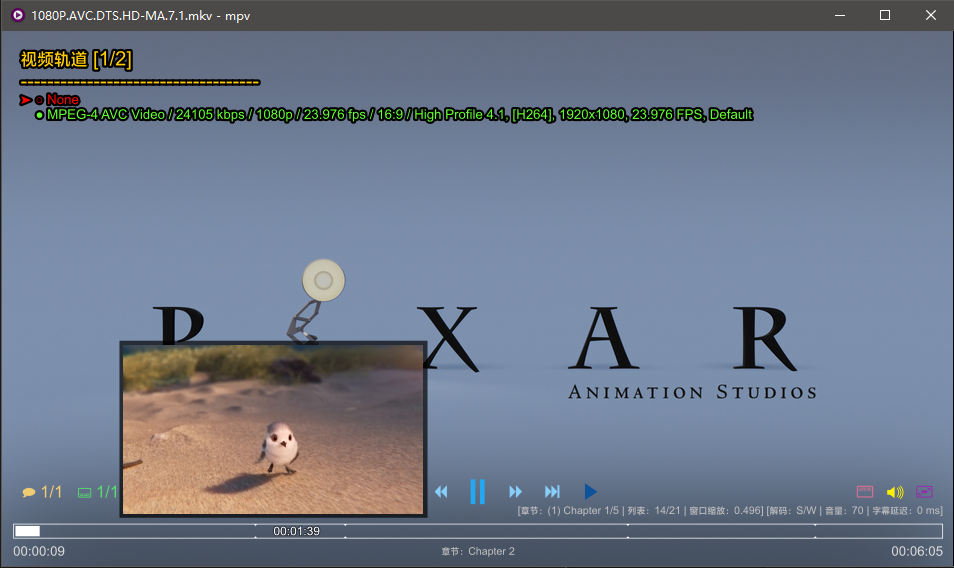 1080P.AVC.DTS.HD-MA.7.1.mkv - mpv
视频轨道 [1/2]
------------------------------------
➤ ○ None
● MPEG-4 AVC Video / 24105 kbps / 1080p / 23.976 fps / 16:9 / High Profile 4.1, [H264], 1920x1080, 23.976 FPS, Default
P X A R
ANIMATION STUDIOS
1/1 1/1
[章节：(1) Chapter 1/5 | 列表：14/21 | 窗口缩放：0.496] [解码：S/W | 音量：70 | 字幕延迟：0 ms]
00:01:39
00:00:09 章节：Chapter 2 00:06:05